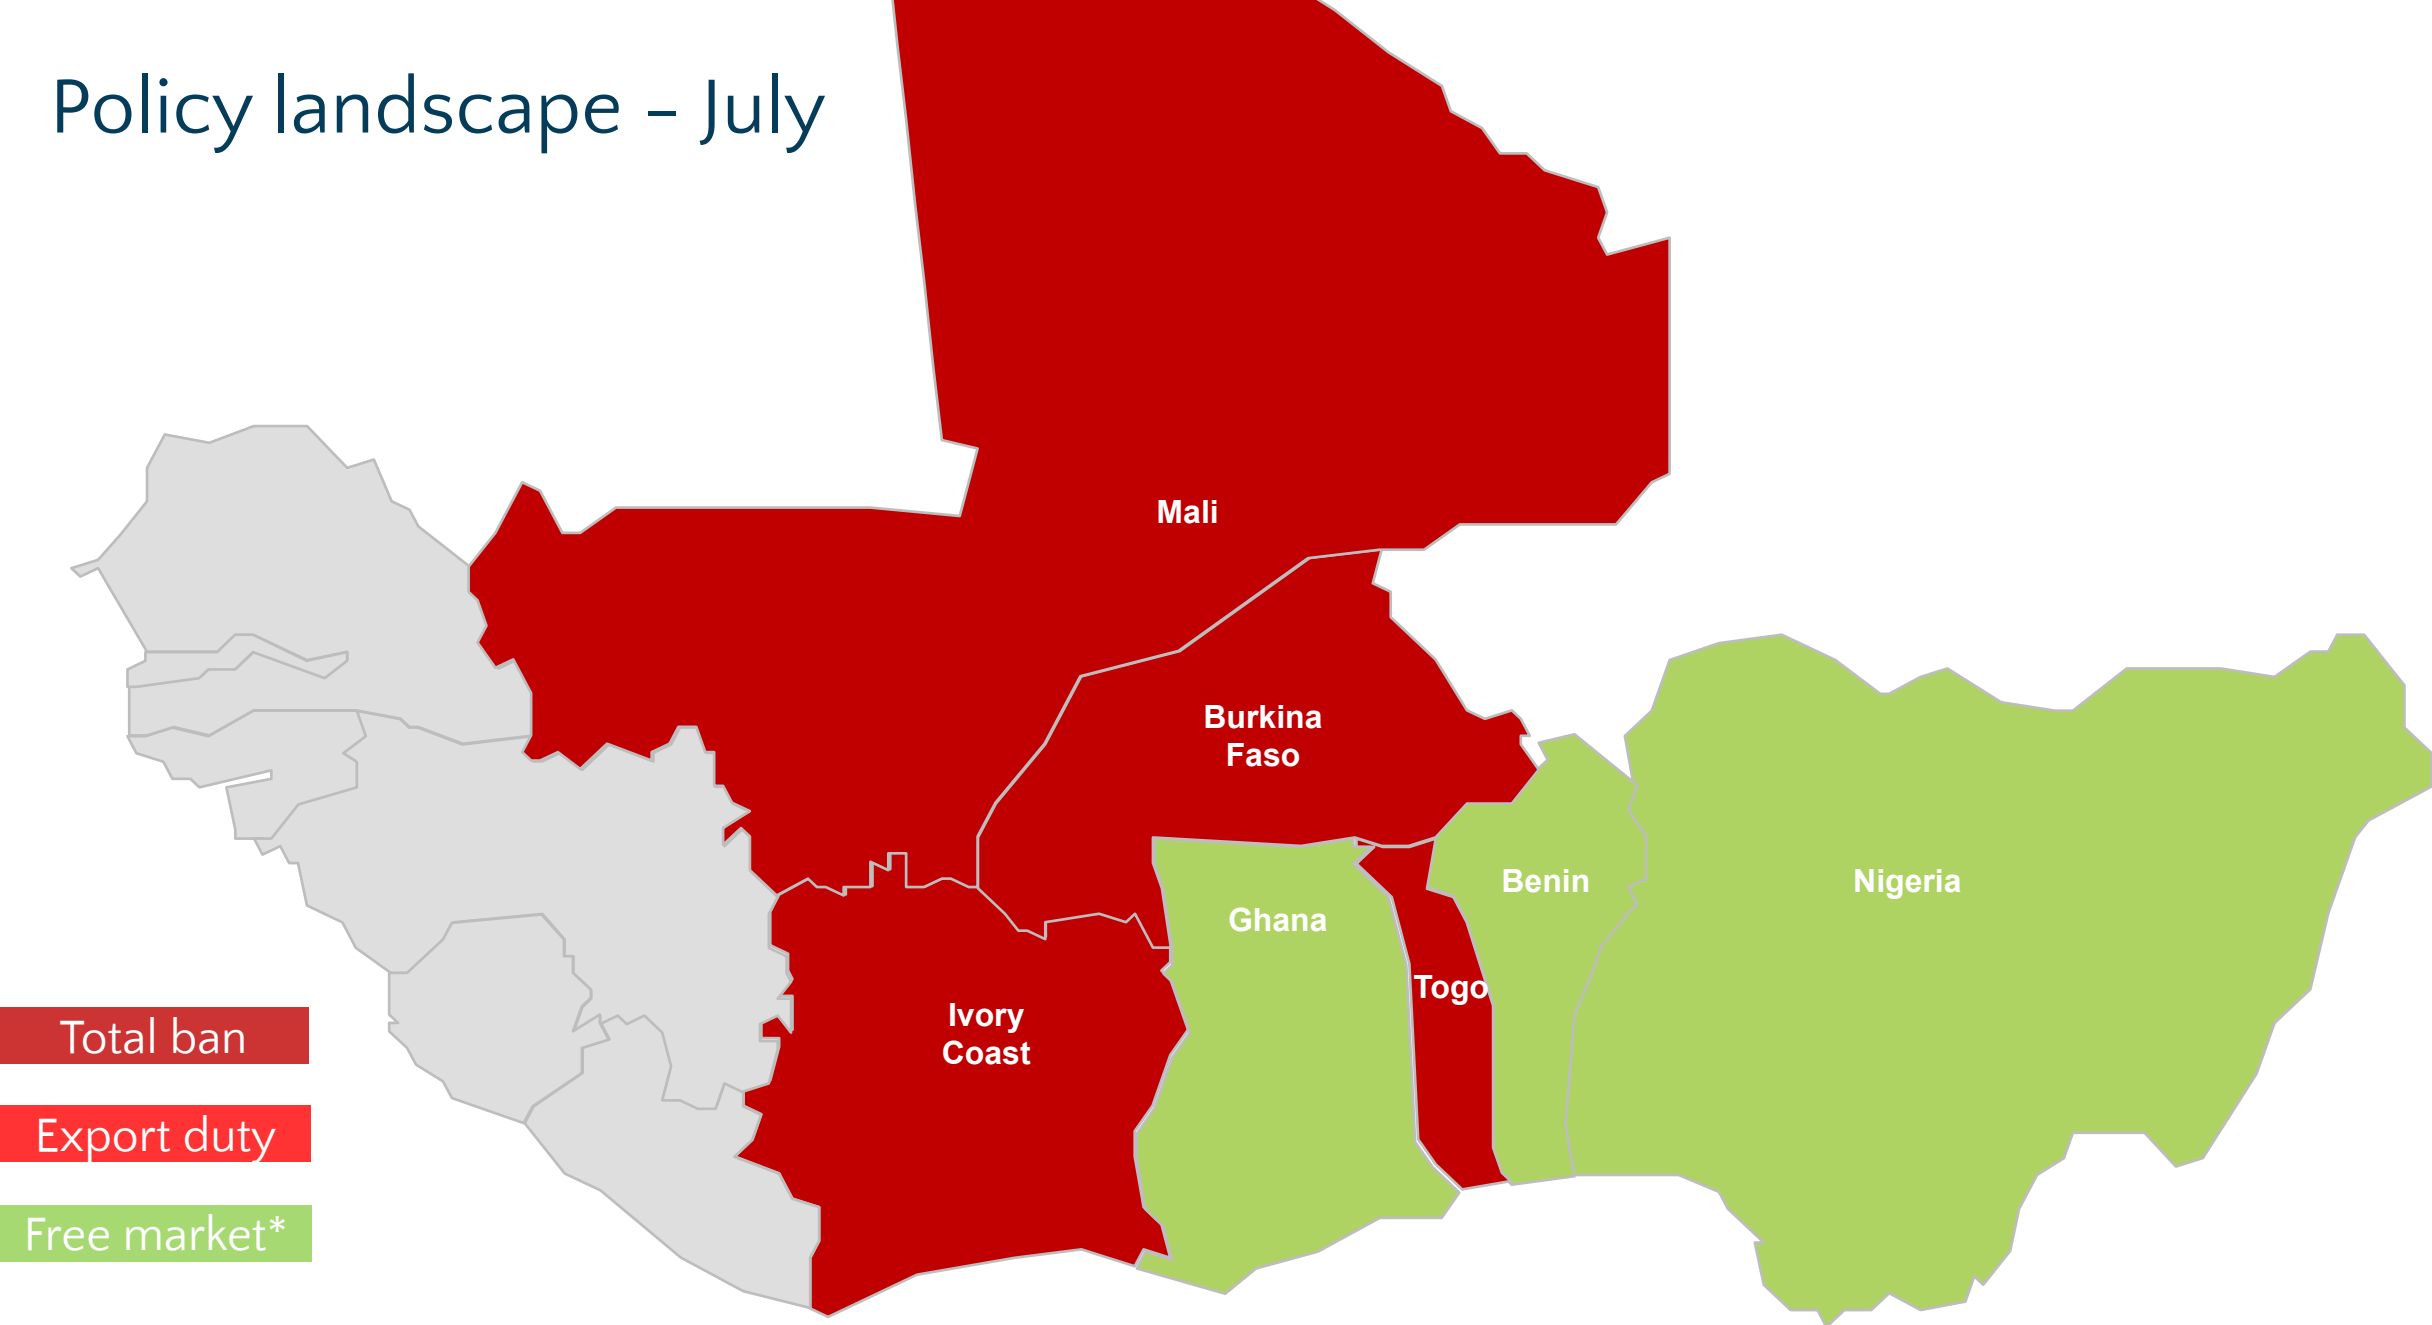 Policy landscape – July
Mali
Burkina
Faso
Benin
Nigeria
Ghana
Togo
Ivory
Coast
Total ban
Export duty
Free market*